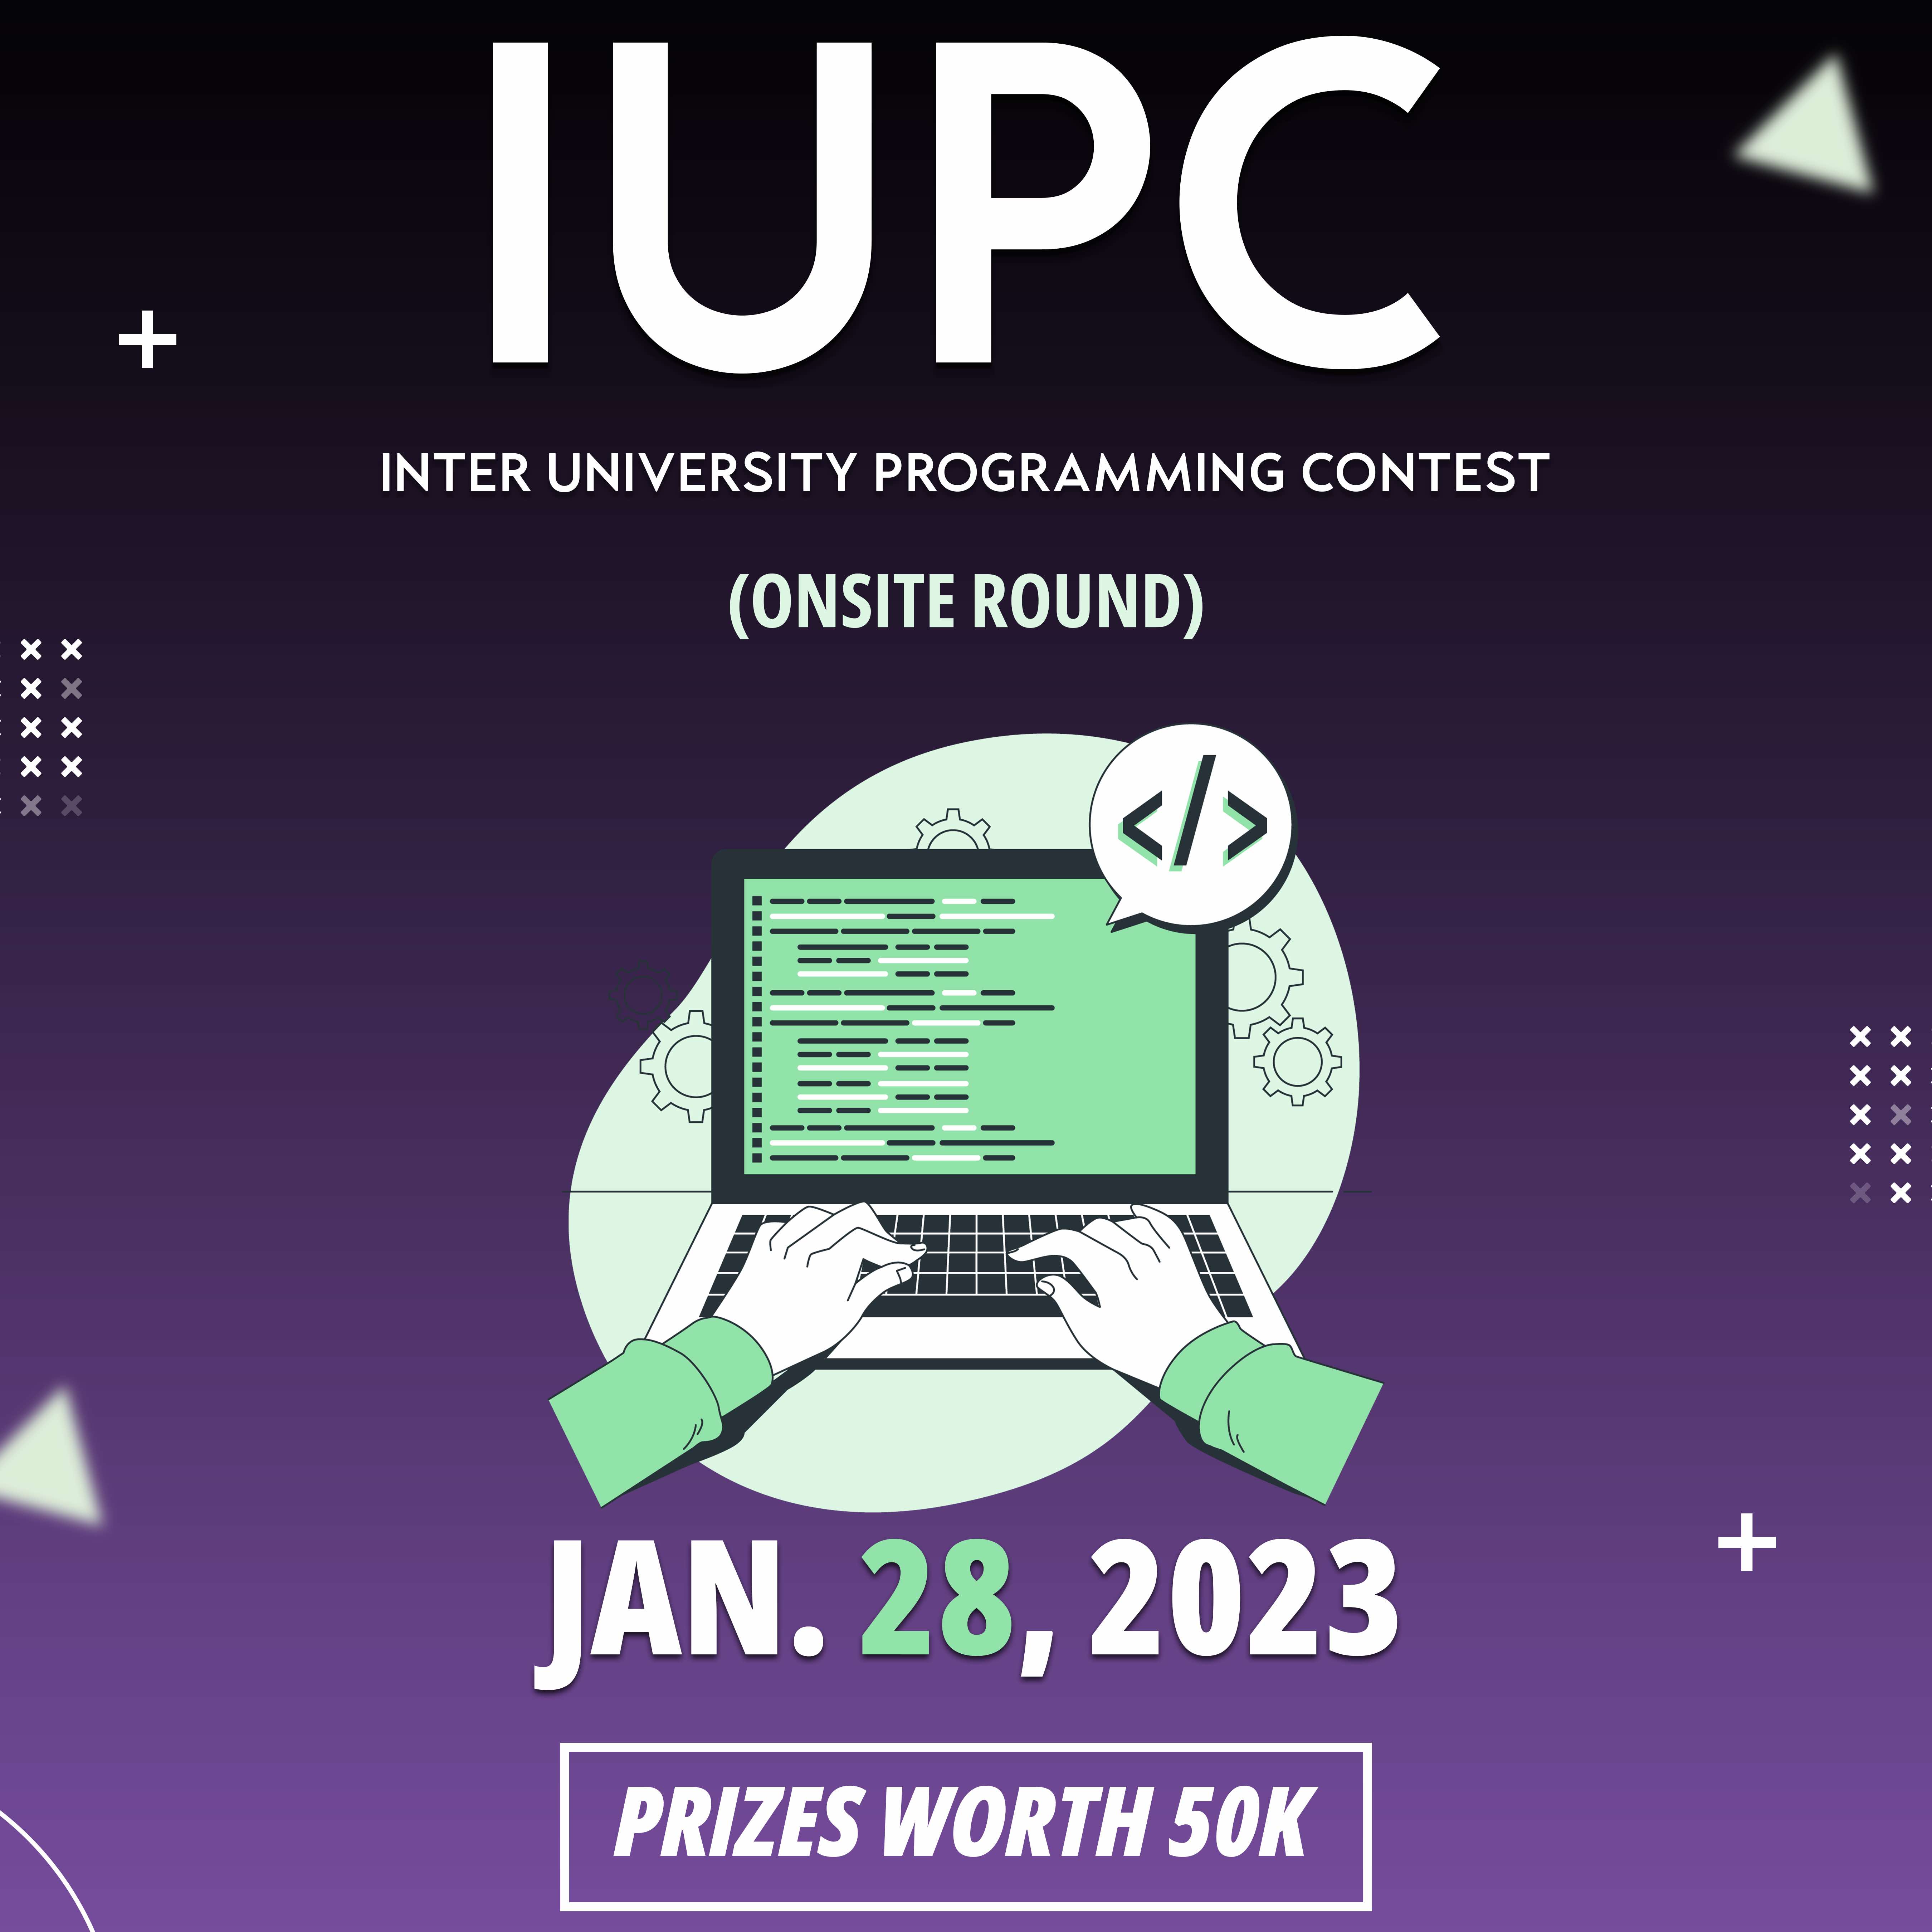 IUPC
INTER UNIVERSITY PROGRAMMING CONTEST
(ONSITE ROUND)
</>
JAN. 28, 2023
PRIZES WORTH 50K